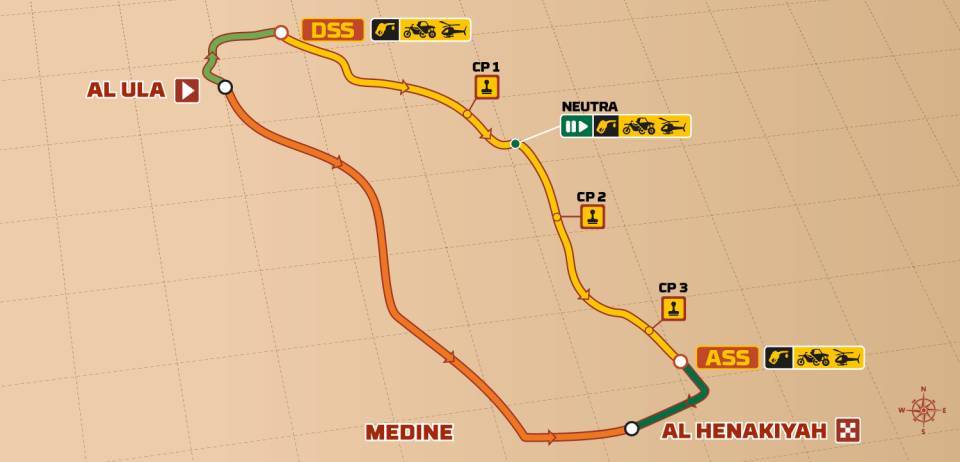 DSS
CP 1
AL ULA
NEUTRA
CP 2
CP 3
ASS
MEDINE
AL HENAKIYAH
N
W E
S